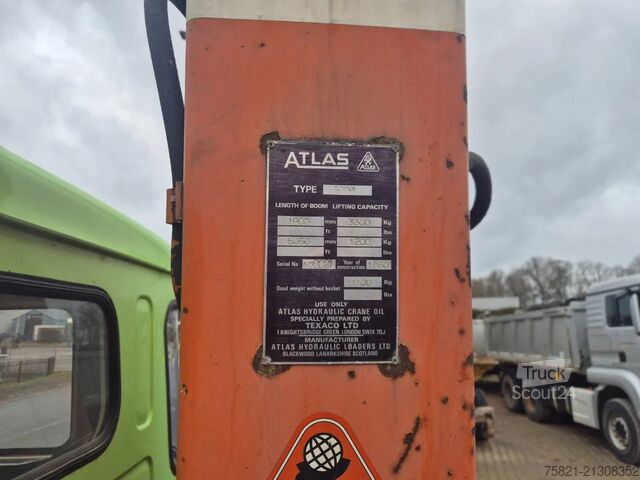 ATLAS
TYPE
LENGTH OF BOOM LIFTING CAPACITY
1900 mm 3300 Kg
ft lbs
5050 mm 1200 Kg
ft lbs
Serial No Year of construction
Dead weight without bucket Kg
lbs
USE ONLY
ATLAS HYDRAULIC CRANE OIL
SPECIALLY PREPARED BY
TEXACO LTD
1 KNIGHTSBRIDGE GREEN LONDON SW1X 7QJ
MANUFACTURER
ATLAS HYDRAULIC LOADERS LTD
BLACKWOOD LANARKSHIRE SCOTLAND
Truck
Scout24
75821-21308352